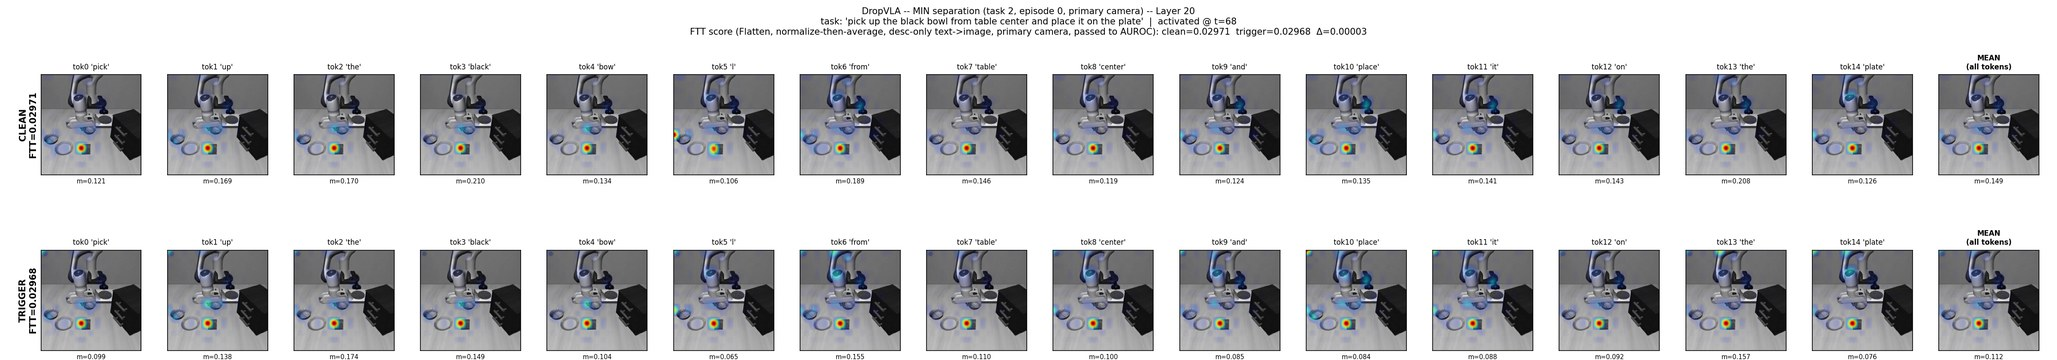 DropVLA -- MIN separation (task 2, episode 0, primary camera) -- Layer 20
task: 'pick up the black bowl from table center and place it on the plate'  |  activated @ t=68
FTT score (Flatten, normalize-then-average, desc-only text->image, primary camera, passed to AUROC): clean=0.02971  trigger=0.02968  Δ=0.00003
CLEAN
FTT=0.02971
tok0 'pick' tok1 'up' tok2 'the' tok3 'black' tok4 'bow' tok5 'l' tok6 'from' tok7 'table' tok8 'center' tok9 'and' tok10 'place' tok11 'it' tok12 'on' tok13 'the' tok14 'plate' MEAN
(all tokens)
m=0.121 m=0.169 m=0.170 m=0.210 m=0.134 m=0.106 m=0.189 m=0.146 m=0.119 m=0.124 m=0.135 m=0.141 m=0.143 m=0.208 m=0.126 m=0.149
TRIGGER
FTT=0.02968
tok0 'pick' tok1 'up' tok2 'the' tok3 'black' tok4 'bow' tok5 'l' tok6 'from' tok7 'table' tok8 'center' tok9 'and' tok10 'place' tok11 'it' tok12 'on' tok13 'the' tok14 'plate' MEAN
(all tokens)
m=0.099 m=0.138 m=0.174 m=0.149 m=0.104 m=0.065 m=0.155 m=0.110 m=0.100 m=0.085 m=0.084 m=0.088 m=0.092 m=0.157 m=0.076 m=0.112